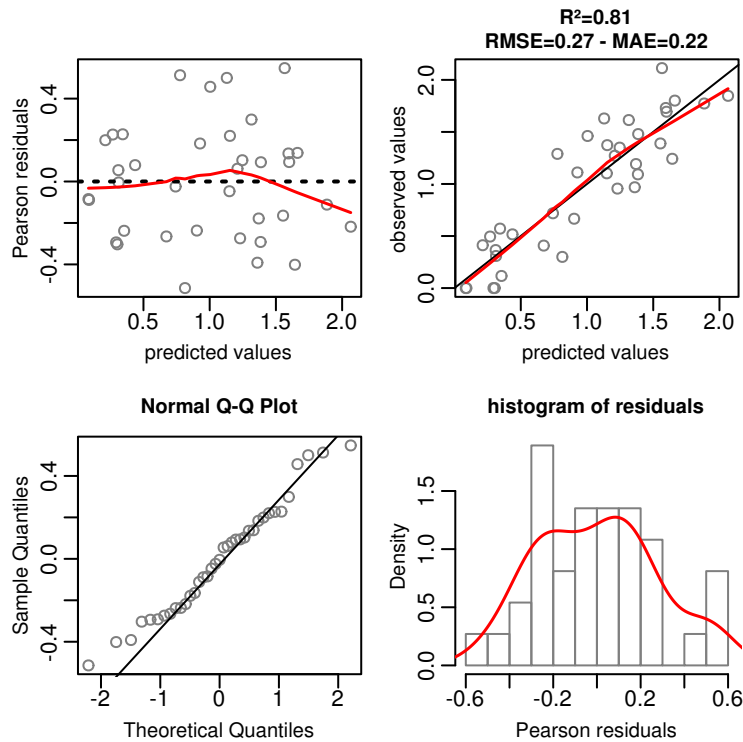 R²=0.81
RMSE=0.27 - MAE=0.22
Pearson residuals
-0.4
0.0
0.4
0.5
1.0
1.5
2.0
predicted values
observed values
0.0
1.0
2.0
0.5
1.0
1.5
2.0
predicted values
Normal Q-Q Plot
Sample Quantiles
-0.4
0.0
0.4
-2
-1
0
1
2
Theoretical Quantiles
histogram of residuals
Density
0.0
0.5
1.0
1.5
-0.6
-0.2
0.2
0.6
Pearson residuals